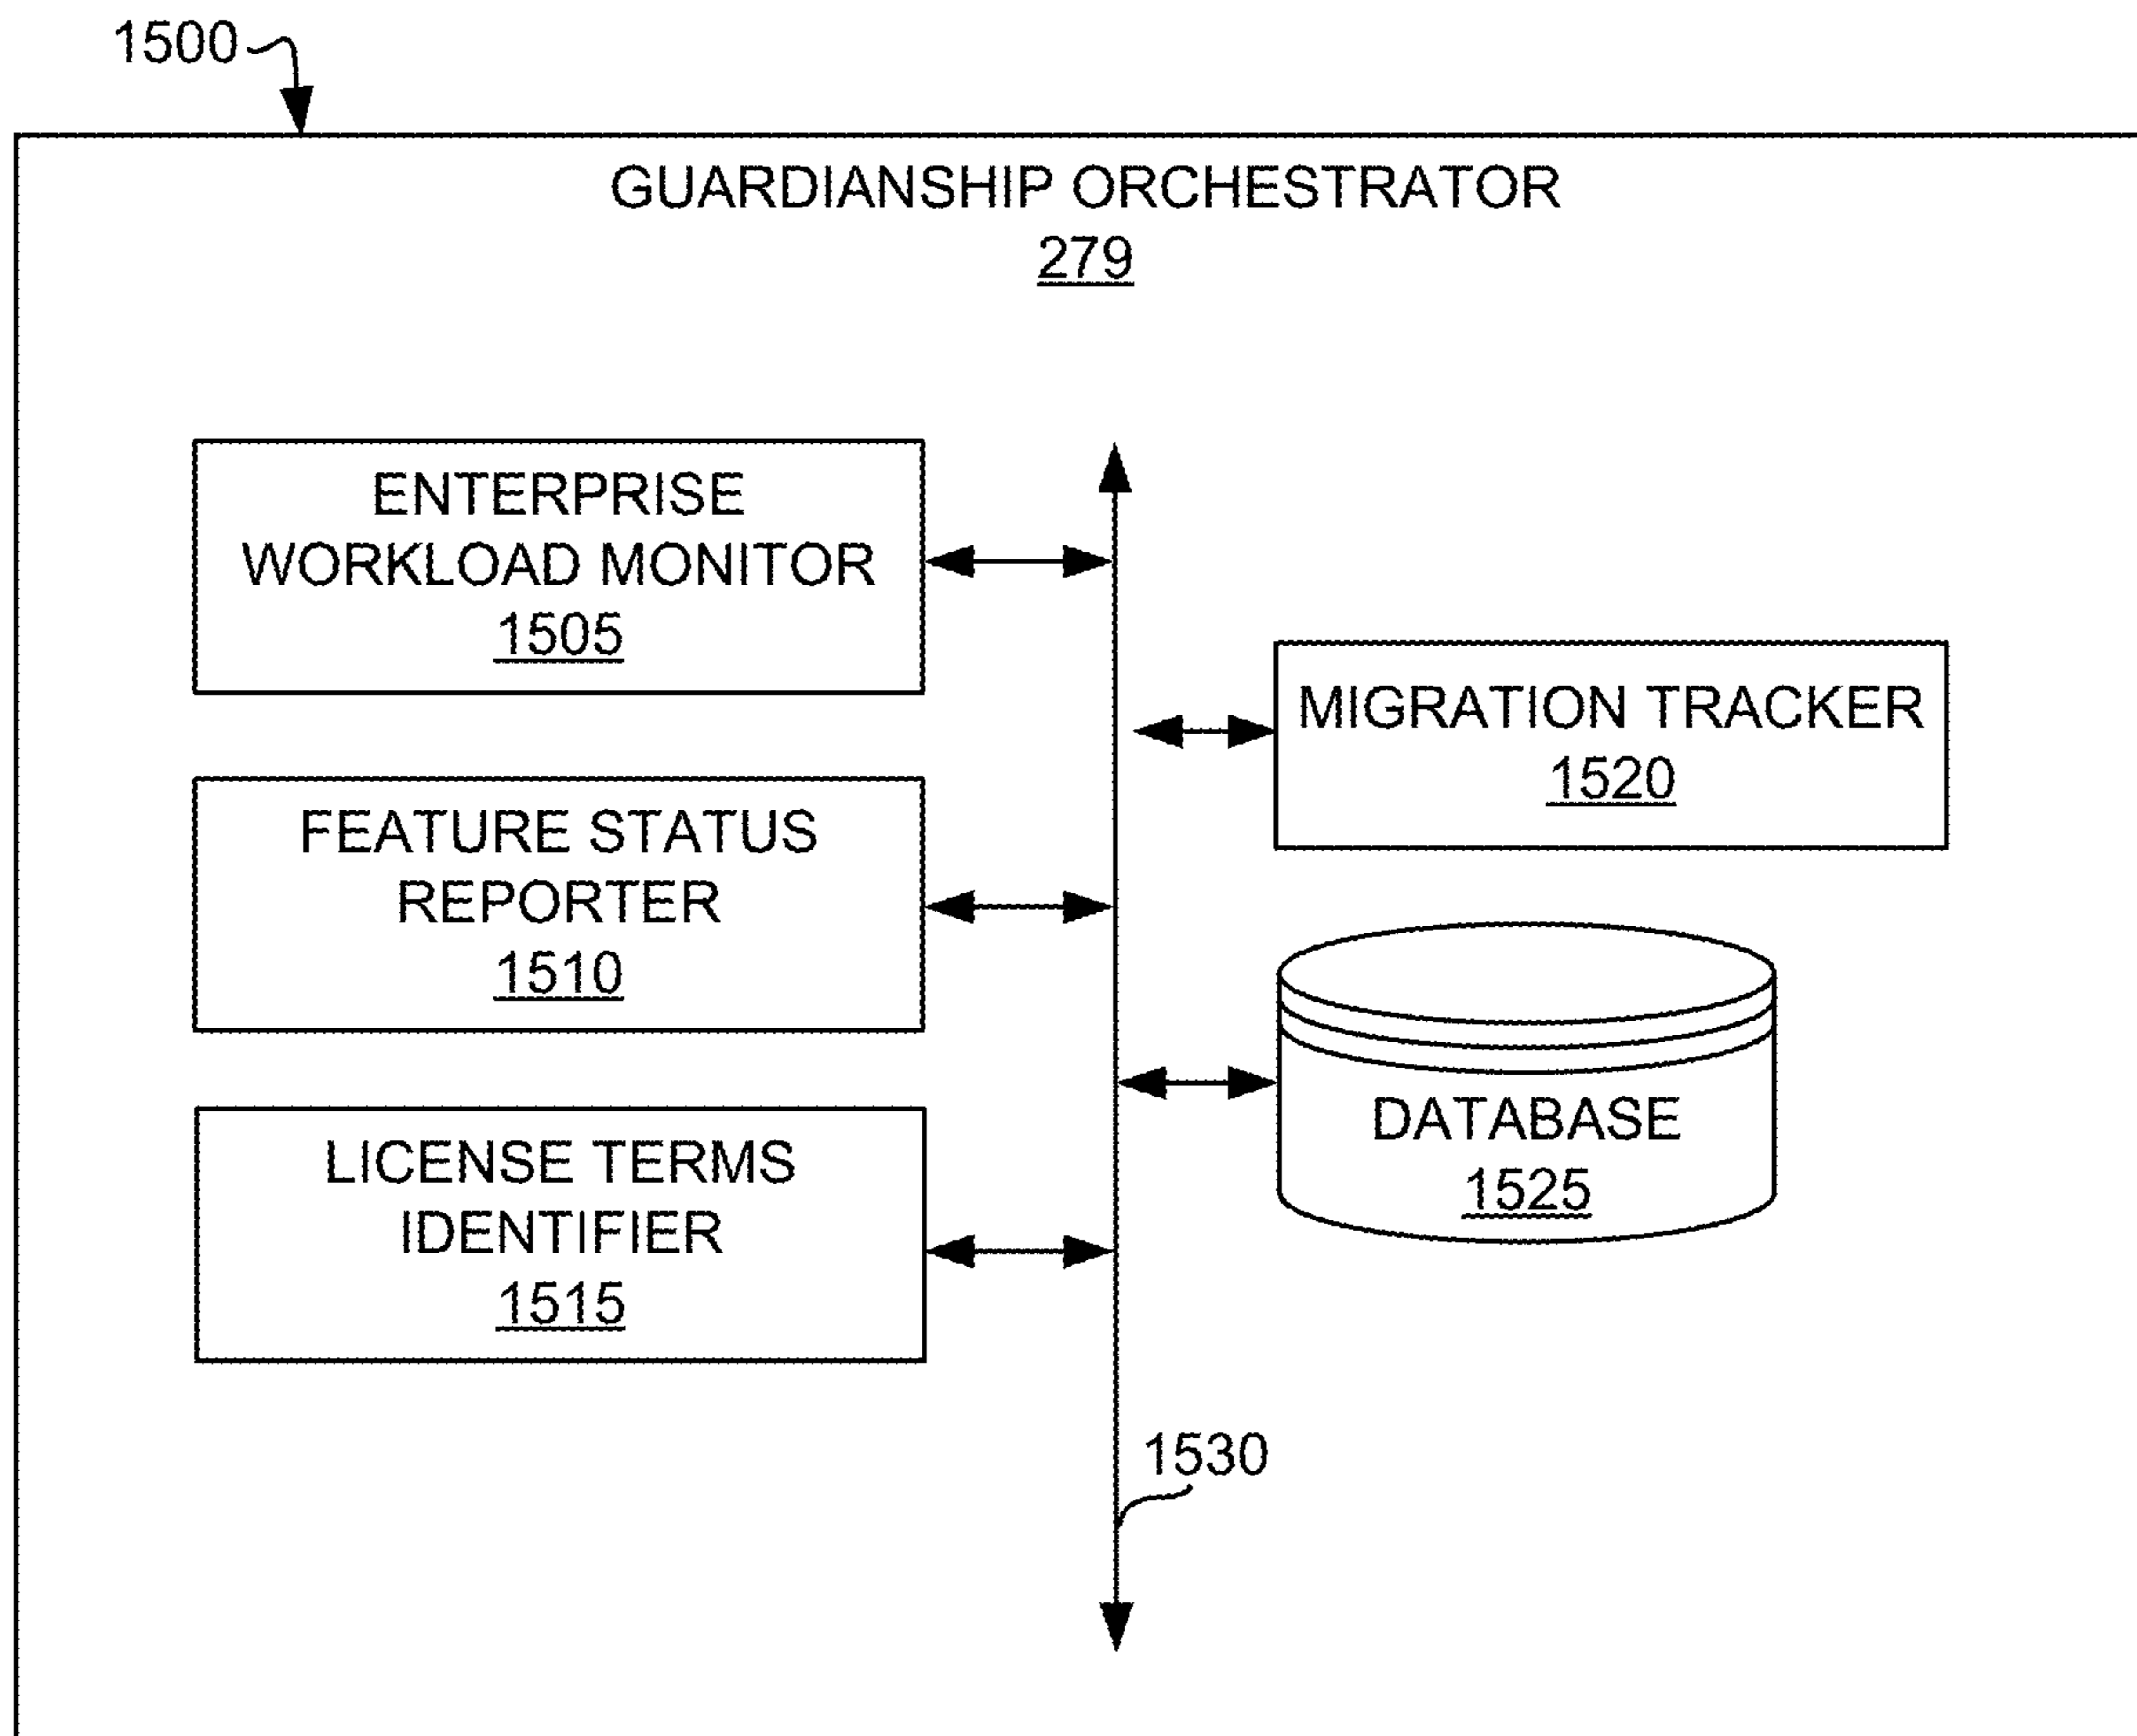 1500
GUARDIANSHIP ORCHESTRATOR
279
ENTERPRISE
WORKLOAD MONITOR
1505
MIGRATION TRACKER
1520
FEATURE STATUS
REPORTER
1510
DATABASE
1525
LICENSE TERMS
IDENTIFIER
1515
1530